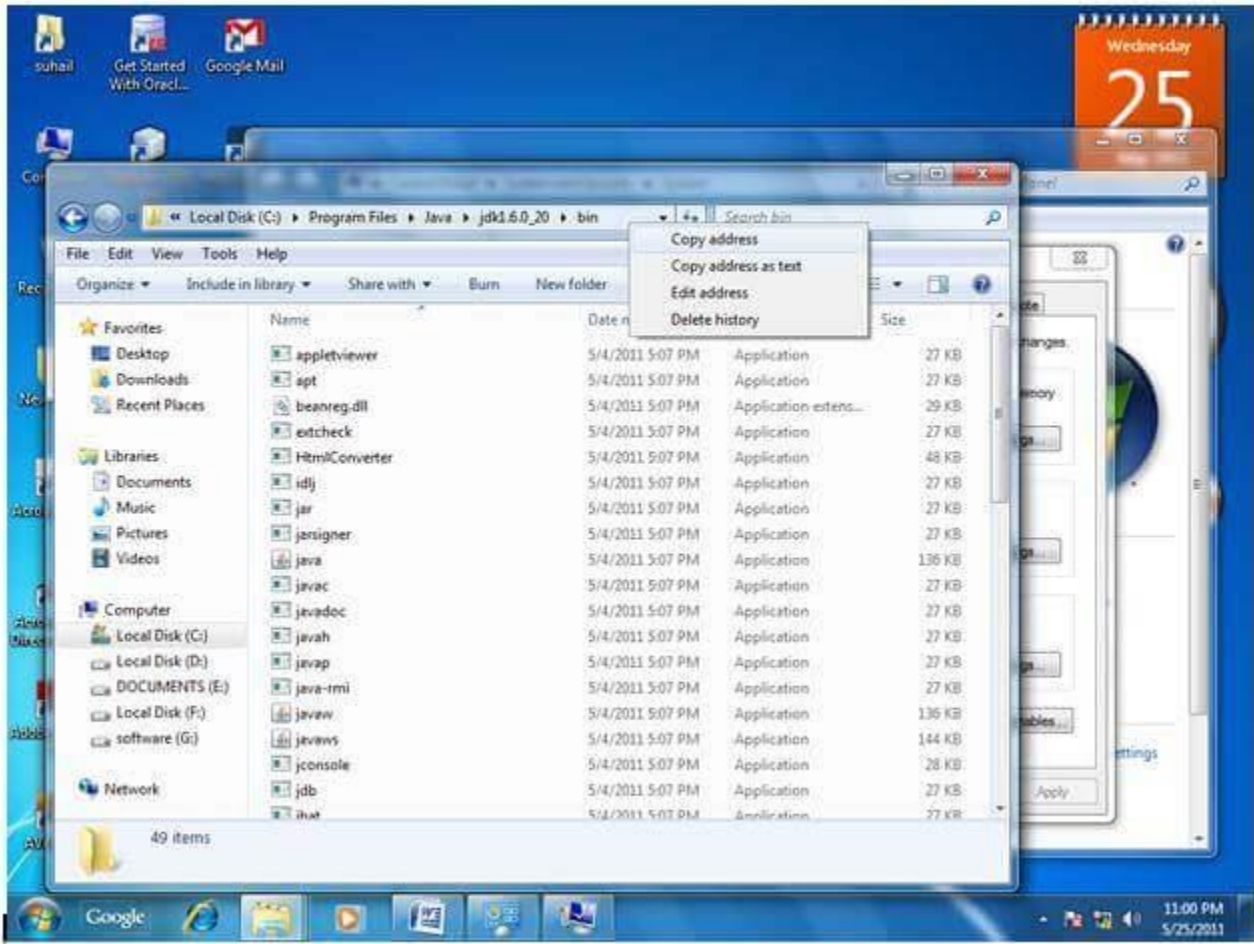 suhail
Get Started With Oracl...
Google Mail
Wednesday
25
« Local Disk (C:) ▸ Program Files ▸ Java ▸ jdk1.6.0_20 ▸ bin
Search bin
File Edit View Tools Help
Organize Include in library Share with Burn New folder
Copy address
Copy address as text
Edit address
Delete history
Name Size
Favorites
Desktop
Downloads
Recent Places
Libraries
Documents
Music
Pictures
Videos
Computer
Local Disk (C:)
Local Disk (D:)
DOCUMENTS (E:)
Local Disk (F:)
software (G:)
Network
appletviewer 5/4/2011 5:07 PM Application 27 KB
apt 5/4/2011 5:07 PM Application 27 KB
beanreg.dll 5/4/2011 5:07 PM Application extens... 29 KB
extcheck 5/4/2011 5:07 PM Application 27 KB
HtmlConverter 5/4/2011 5:07 PM Application 48 KB
idlj 5/4/2011 5:07 PM Application 27 KB
jar 5/4/2011 5:07 PM Application 27 KB
jarsigner 5/4/2011 5:07 PM Application 27 KB
java 5/4/2011 5:07 PM Application 136 KB
javac 5/4/2011 5:07 PM Application 27 KB
javadoc 5/4/2011 5:07 PM Application 27 KB
javah 5/4/2011 5:07 PM Application 27 KB
javap 5/4/2011 5:07 PM Application 27 KB
java-rmi 5/4/2011 5:07 PM Application 27 KB
javaw 5/4/2011 5:07 PM Application 136 KB
javaws 5/4/2011 5:07 PM Application 144 KB
jconsole 5/4/2011 5:07 PM Application 28 KB
jdb 5/4/2011 5:07 PM Application 27 KB
jhat 5/4/2011 5:07 PM Application 27 KB
49 items
Apply
Google
11:00 PM
5/25/2011